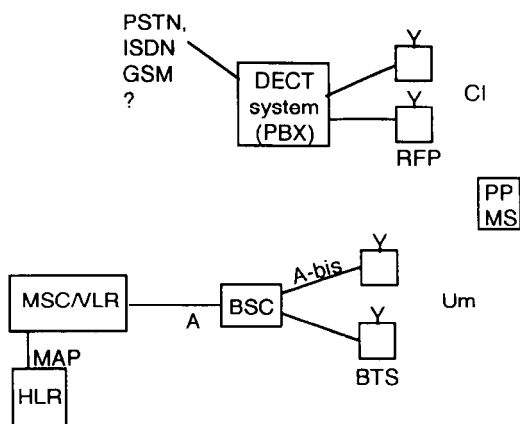 PSTN,
ISDN
GSM
?
DECT
system
(PBX)
Y
Y
CI
RFP
PP
MS
A-bis
Y
Y
Um
MSC/VLR
A
BSC
BTS
MAP
HLR